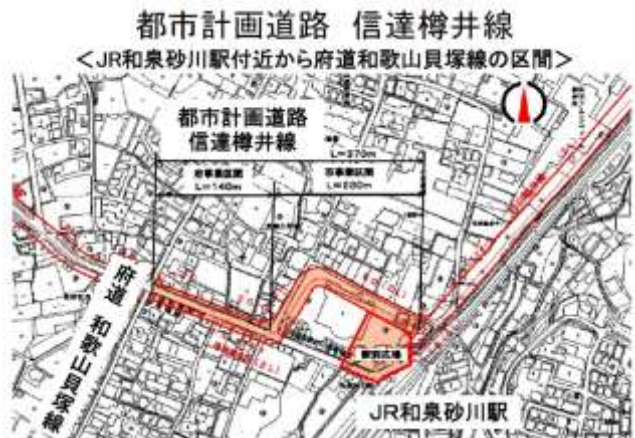 都市計画道路 信達樽井線
＜JR和泉砂川駅付近から府道和歌山貝塚線の区間＞
都市計画道路
信達樽井線
L=370m
府事業区間
L=140m
市事業区間
L=230m
府道 和歌山貝塚線
駅前広場
JR和泉砂川駅